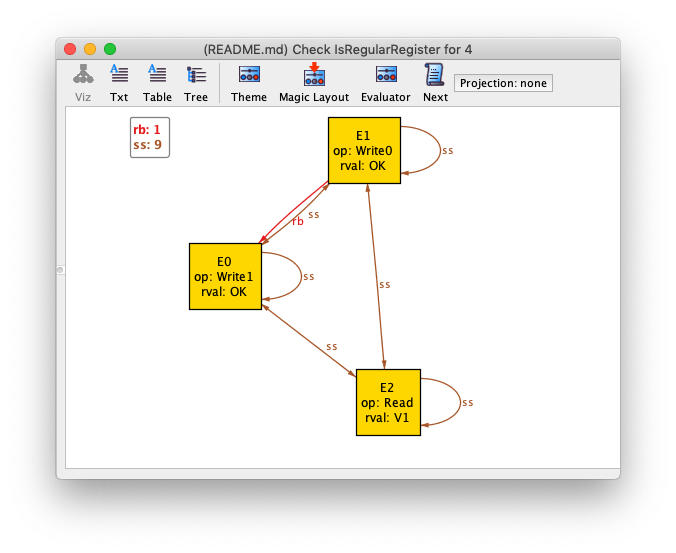 (README.md) Check IsRegularRegister for 4
Viz Txt Table Tree Theme Magic Layout Evaluator Next Projection: none
rb: 1
ss: 9
E1
op: Write0
rval: OK
ss
ss
rb
E0
op: Write1
rval: OK
ss
ss
ss
E2
op: Read
rval: V1
ss